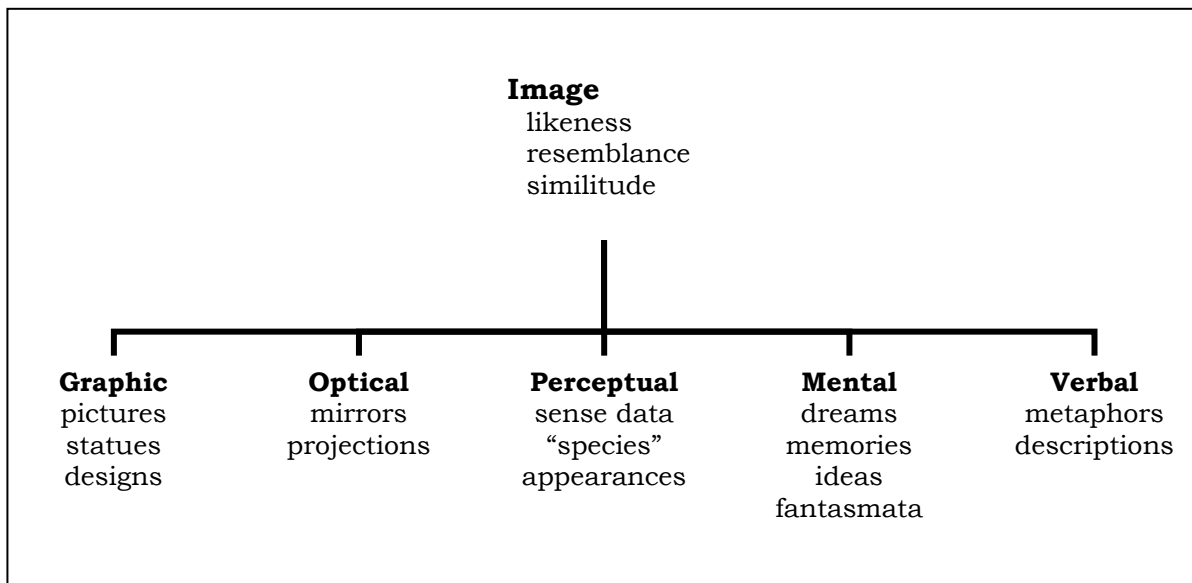 Image
likeness
resemblance
similitude
Graphic
pictures
statues
designs
Optical
mirrors
projections
Perceptual
sense data
“species”
appearances
Mental
dreams
memories
ideas
fantasmata
Verbal
metaphors
descriptions